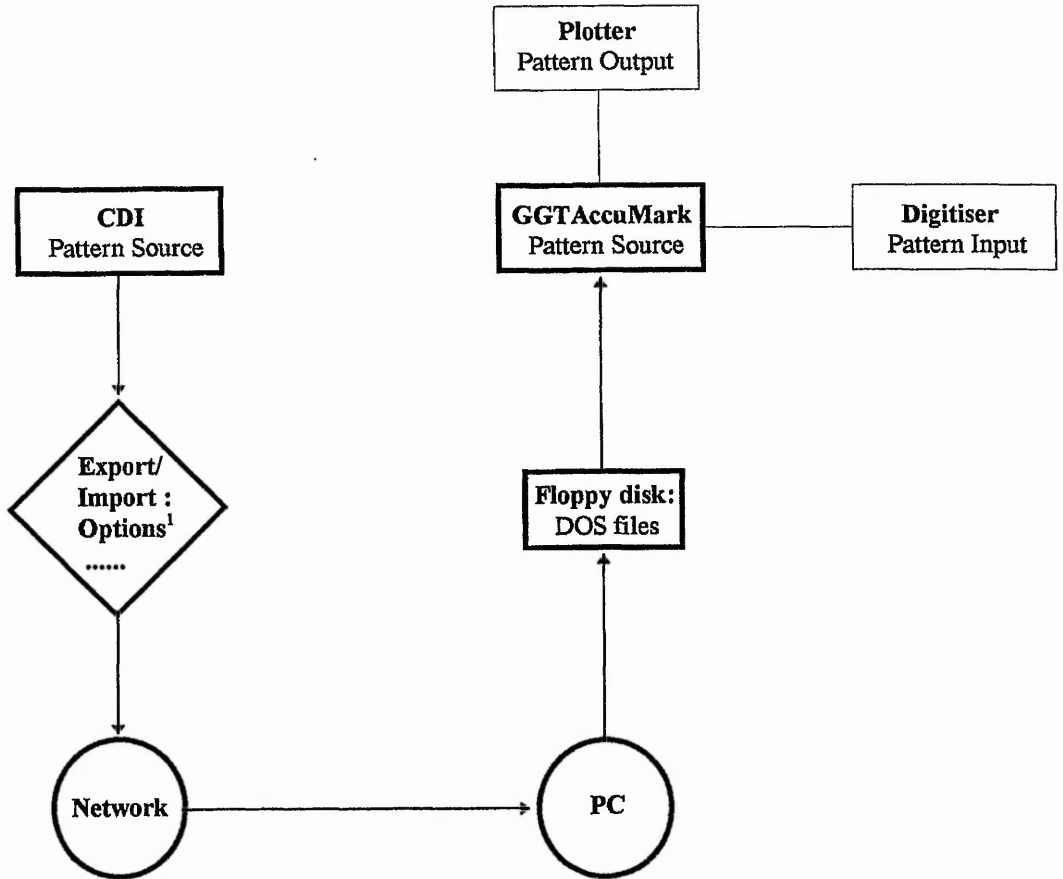 Plotter
Pattern Output
CDI
Pattern Source
GGTAccuMark
Pattern Source
Digitiser
Pattern Input
Export/
Import :
Options¹
......
Floppy disk:
DOS files
Network
PC